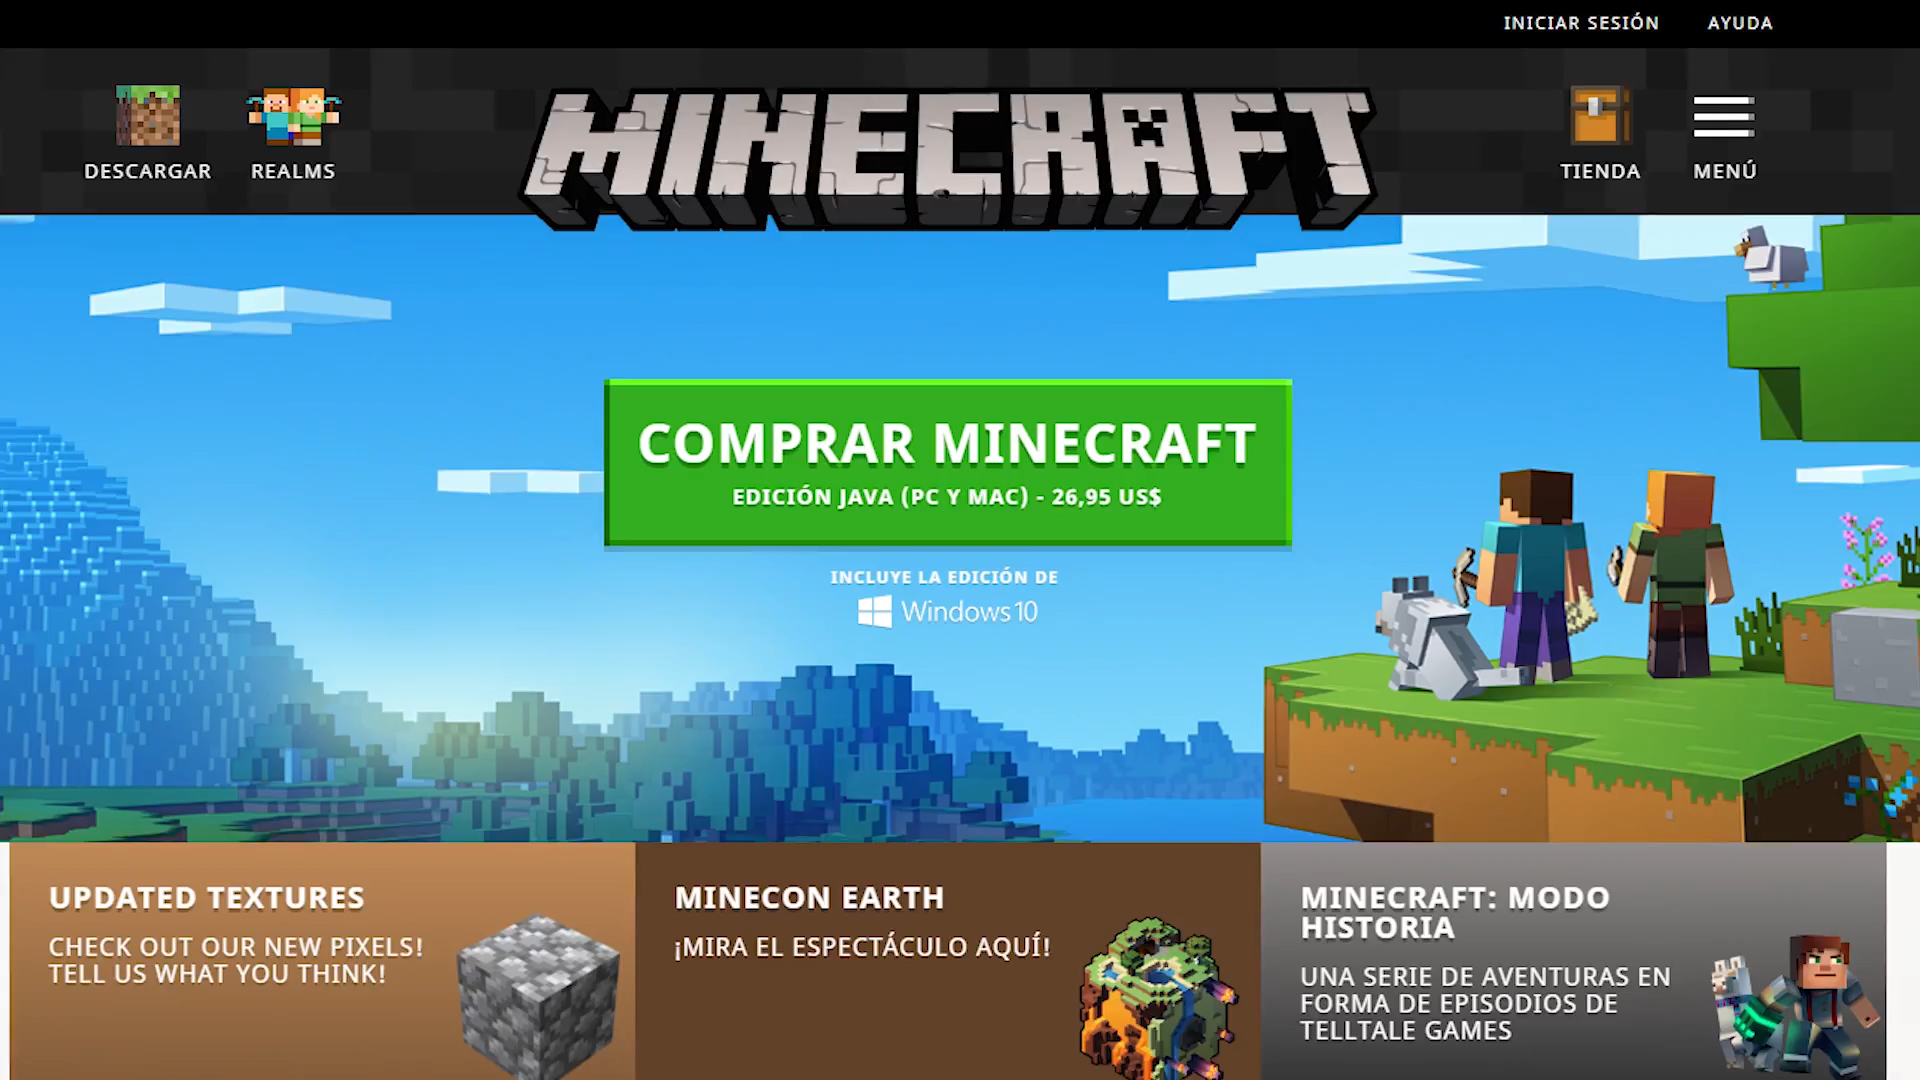 INICIAR SESIÓN
AYUDA
DESCARGAR
REALMS
MINECRAFT
TIENDA
MENÚ
COMPRAR MINECRAFT
EDICIÓN JAVA (PC Y MAC) - 26,95 US$
INCLUYE LA EDICIÓN DE
Windows 10
UPDATED TEXTURES
CHECK OUT OUR NEW PIXELS!
TELL US WHAT YOU THINK!
MINECON EARTH
¡MIRA EL ESPECTÁCULO AQUÍ!
MINECRAFT: MODO
HISTORIA
UNA SERIE DE AVENTURAS EN
FORMA DE EPISODIOS DE
TELLTALE GAMES